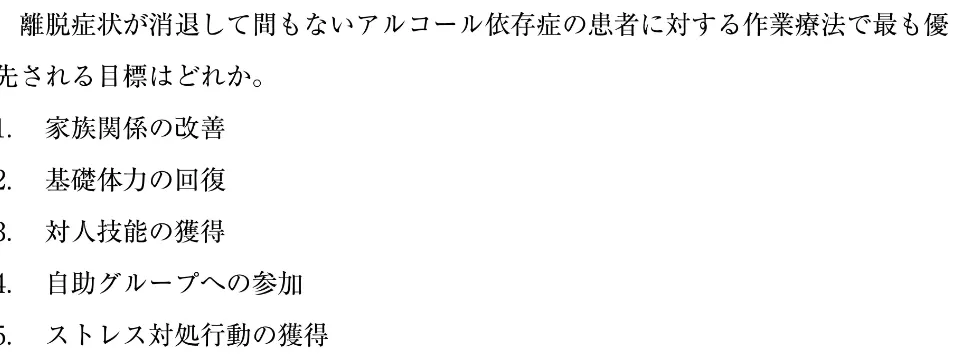 離脱症状が消退して間もないアルコール依存症の患者に対する作業療法で最も優
先される目標はどれか。
1. 家族関係の改善
2. 基礎体力の回復
3. 対人技能の獲得
4. 自助グループへの参加
5. ストレス対処行動の獲得